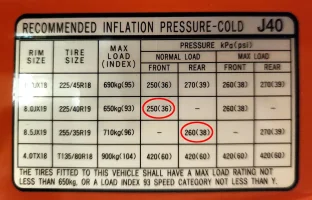 RECOMMENDED INFLATION PRESSURE-COLD J40
RIM SIZE TIRE SIZE MAX LOAD (INDEX) PRESSURE kPa(psi)
NORMAL LOAD MAX LOAD
FRONT REAR FRONT REAR
JX18 225/45R18 690kg(95) 250(36) 270(39) 250(36) 270(39)
8.0JX19 225/40R19 650kg(93) 250(36) - 260(38) -
8.5JX19 255/35R19 710kg(96) - 260(38) - 270(39)
4.0TX18 T135/80R18 900kg(104) 420(60) 420(60) 420(60) 420(60)
THE TIRES FITTED TO THIS VEHICLE SHALL HAVE A MAX LOAD RATING NOT
LESS THAN 650kg, OR A LOAD INDEX 93 SPEED CATEGORY NOT LESS THAN Y.